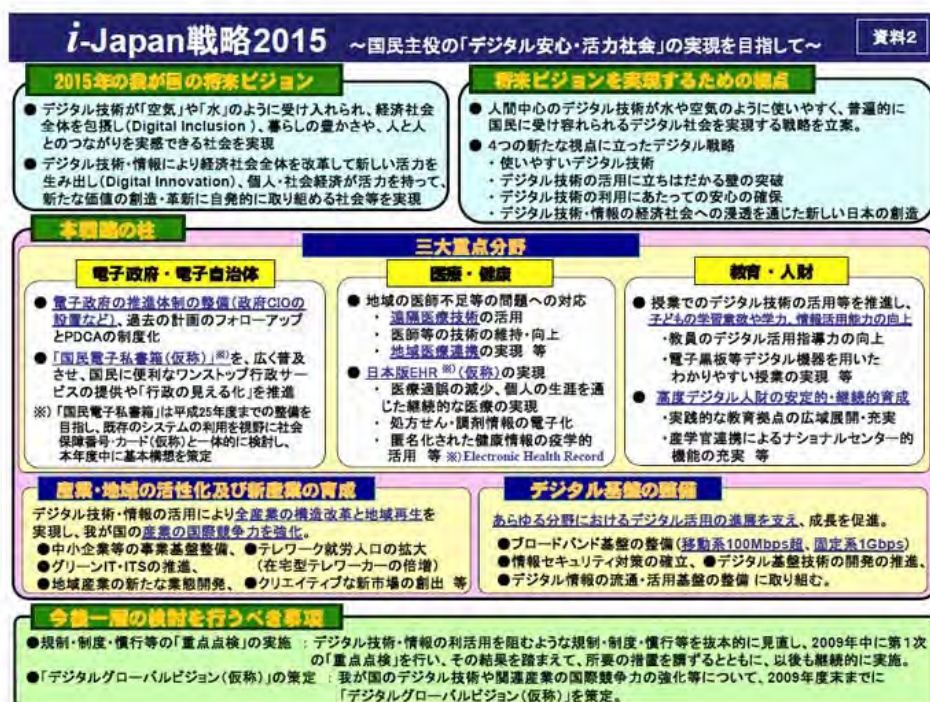 i-Japan戦略2015 ～国民主役の「デジタル安心・活力社会」の実現を目指して～
資料2
2015年の我が国の将来ビジョン
● デジタル技術が「空気」や「水」のように受け入れられ、経済社会
全体を包摂し(Digital Inclusion )、暮らしの豊かさや、人と人
とのつながりを実感できる社会を実現
● デジタル技術・情報により経済社会全体を改革して新しい活力を
生み出し(Digital Innovation)、個人・社会経済が活力を持って、
新たな価値の創造・革新に自発的に取り組める社会等を実現
将来ビジョンを実現するための視点
● 人間中心のデジタル技術が水や空気のように使いやすく、普遍的に
国民に受け容れられるデジタル社会を実現する戦略を立案。
● 4つの新たな視点に立ったデジタル戦略
・使いやすいデジタル技術
・デジタル技術の活用に立ちはだかる壁の突破
・デジタル技術の利用にあたっての安心の確保
・デジタル技術・情報の経済社会への浸透を通じた新しい日本の創造
本戦略の柱
三大重点分野
電子政府・電子自治体
● 電子政府の推進体制の整備(政府CIOの
設置など)、過去の計画のフォローアップ
とPDCAの制度化
● 「国民電子私書箱(仮称)」※)を、広く普及
させ、国民に便利なワンストップ行政サー
ビスの提供や「行政の見える化」を推進
※)「国民電子私書箱」は平成25年度までの整備を
目指し、既存のシステムの利用を視野に社会
保障番号・カード(仮称)と一体的に検討し、
本年度中に基本構想を策定
医療・健康
● 地域の医師不足等の問題への対応
・ 遠隔医療技術の活用
・ 医師等の技術の維持・向上
・ 地域医療連携の実現 等
● 日本版EHR ※)(仮称)の実現
・ 医療過誤の減少、個人の生涯を通
じた継続的な医療の実現
・ 処方せん・調剤情報の電子化
・ 匿名化された健康情報の疫学的
活用 等 ※)Electronic Health Record
教育・人財
● 授業でのデジタル技術の活用等を推進し、
子どもの学習意欲や学力、情報活用能力の向上
・教員のデジタル活用指導力の向上
・電子黒板等デジタル機器を用いた
わかりやすい授業の実現 等
● 高度デジタル人財の安定的・継続的育成
・実践的な教育拠点の広域展開・充実
・産学官連携によるナショナルセンター的
機能の充実 等
産業・地域の活性化及び新産業の育成
デジタル技術・情報の活用により全産業の構造改革と地域再生を
実現し、我が国の産業の国際競争力を強化。
●中小企業等の事業基盤整備、 ●テレワーク就労人口の拡大
●グリーンIT・ITSの推進、 (在宅型テレワーカーの倍増)
●地域産業の新たな業態開発、 ●クリエイティブな新市場の創出 等
デジタル基盤の整備
あらゆる分野におけるデジタル活用の進展を支え、成長を促進。
●ブロードバンド基盤の整備(移動系100Mbps超、固定系1Gbps)
●情報セキュリティ対策の確立、 ●デジタル基盤技術の開発の推進、
●デジタル情報の流通・活用基盤の整備 に取り組む。
今後一層の検討を行うべき事項
●規制・制度・慣行等の「重点点検」の実施 ：デジタル技術・情報の利活用を阻むような規制・制度・慣行等を抜本的に見直し、2009年中に第1次
の「重点点検」を行い、その結果を踏まえて、所要の措置を講ずるとともに、以後も継続的に実施。
●「デジタルグローバルビジョン(仮称)」の策定 ：我が国のデジタル技術や関連産業の国際競争力の強化等について、2009年度末までに
「デジタルグローバルビジョン(仮称)」を策定。